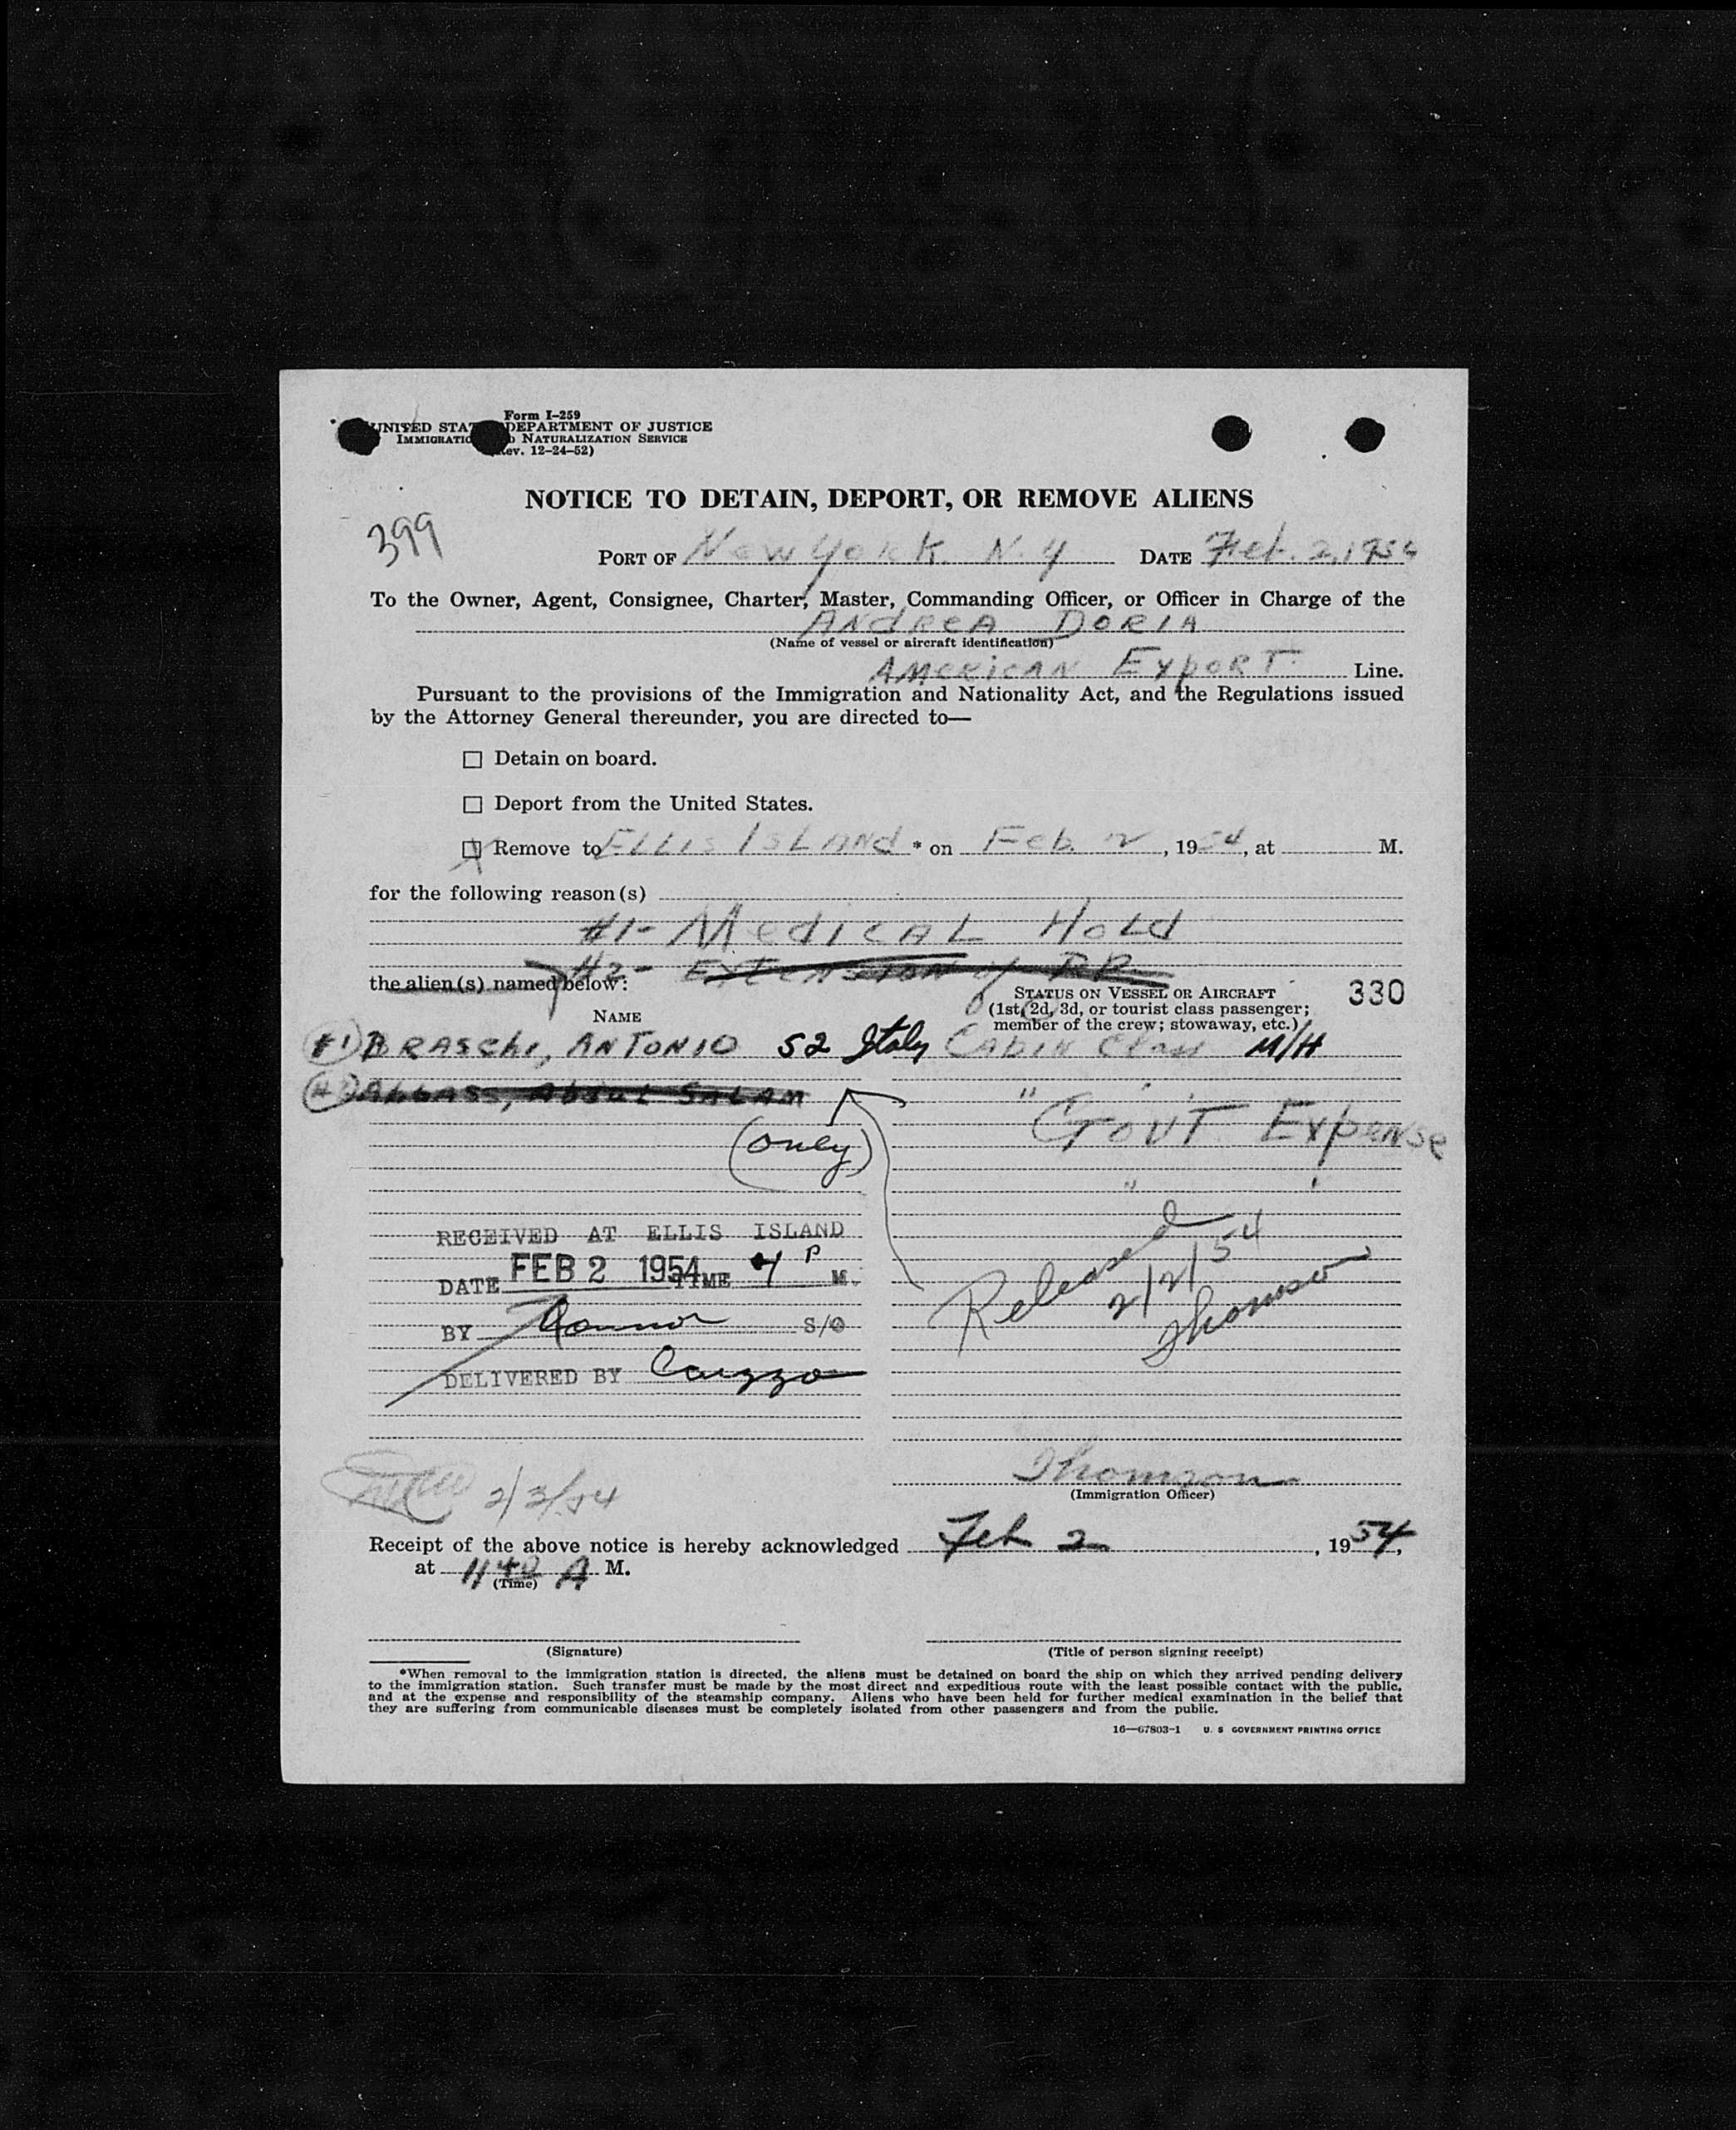 Form I-259
UNITED STA DEPARTMENT OF JUSTICE
IMMIGRATIO NATURALIZATION SERVICE
ev. 12-24-52)
NOTICE TO DETAIN, DEPORT, OR REMOVE ALIENS
399
PORT OF New York N.Y DATE Feb. 2, 1954
To the Owner, Agent, Consignee, Charter, Master, Commanding Officer, or Officer in Charge of the
ANdReA DORIA
(Name of vessel or aircraft identification)
AMERICAN ExpORT Line.
Pursuant to the provisions of the Immigration and Nationality Act, and the Regulations issued
by the Attorney General thereunder, you are directed to—
☐ Detain on board.
☐ Deport from the United States.
☒ Remove to ELLIS ISLANd * on Feb. 2, 1954, at M.
for the following reason(s)
#1- MedicAL HoLd
#2- ExTENSION of RP
the alien(s) named below:
STATUS ON VESSEL OR AIRCRAFT 330
(1st, 2d, 3d, or tourist class passenger;
NAME
member of the crew; stowaway, etc.)
#1 BRASchi, ANTONIO 52 Italy Cabin Class M/H
#2 AbbASS, AbduL SALAM " "
(only)
GovT Expense
" "
RECEIVED AT ELLIS ISLAND
DATE FEB 2 1954 TIME 4 P M.
BY Connor S/O
DELIVERED BY Cuzzo
Released
2/2/54
Thomson
2/3/54
Thomson
(Immigration Officer)
Receipt of the above notice is hereby acknowledged Feb 2, 1954,
at 11 40 A M.
(Time)
(Signature) (Title of person signing receipt)
*When removal to the immigration station is directed, the aliens must be detained on board the ship on which they arrived pending delivery
to the immigration station. Such transfer must be made by the most direct and expeditious route with the least possible contact with the public,
and at the expense and responsibility of the steamship company. Aliens who have been held for further medical examination in the belief that
they are suffering from communicable diseases must be completely isolated from other passengers and from the public.
16—67803-1 U. S GOVERNMENT PRINTING OFFICE